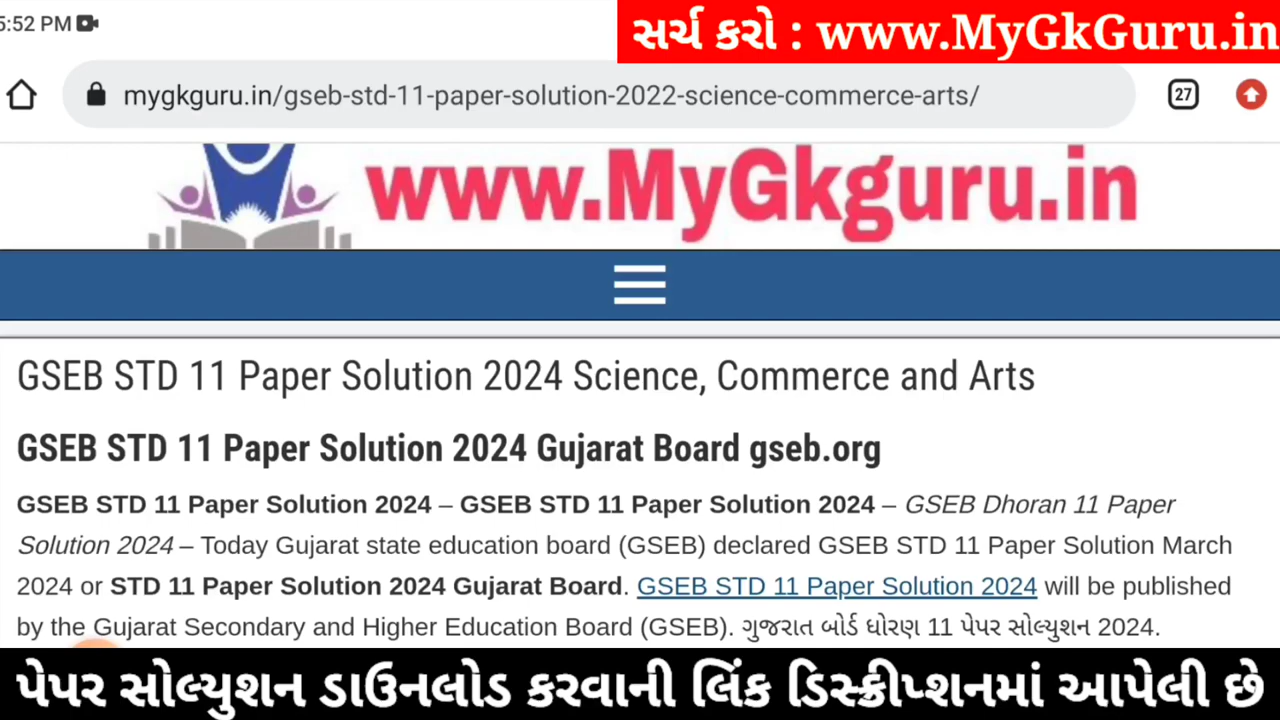 5:52 PM
સર્ચ કરો : www.MyGkGuru.in
mygkguru.in/gseb-std-11-paper-solution-2022-science-commerce-arts/
27
www.MyGkguru.in
GSEB STD 11 Paper Solution 2024 Science, Commerce and Arts
GSEB STD 11 Paper Solution 2024 Gujarat Board gseb.org
GSEB STD 11 Paper Solution 2024 – GSEB STD 11 Paper Solution 2024 – GSEB Dhoran 11 Paper
Solution 2024 – Today Gujarat state education board (GSEB) declared GSEB STD 11 Paper Solution March
2024 or STD 11 Paper Solution 2024 Gujarat Board. GSEB STD 11 Paper Solution 2024 will be published
by the Gujarat Secondary and Higher Education Board (GSEB). ગુજરાત બોર્ડ ધોરણ 11 પેપર સોલ્યુશન 2024.
પેપર સોલ્યુશન ડાઉનલોડ કરવાની લિંક ડિસ્ક્રીપ્શનમાં આપેલી છે